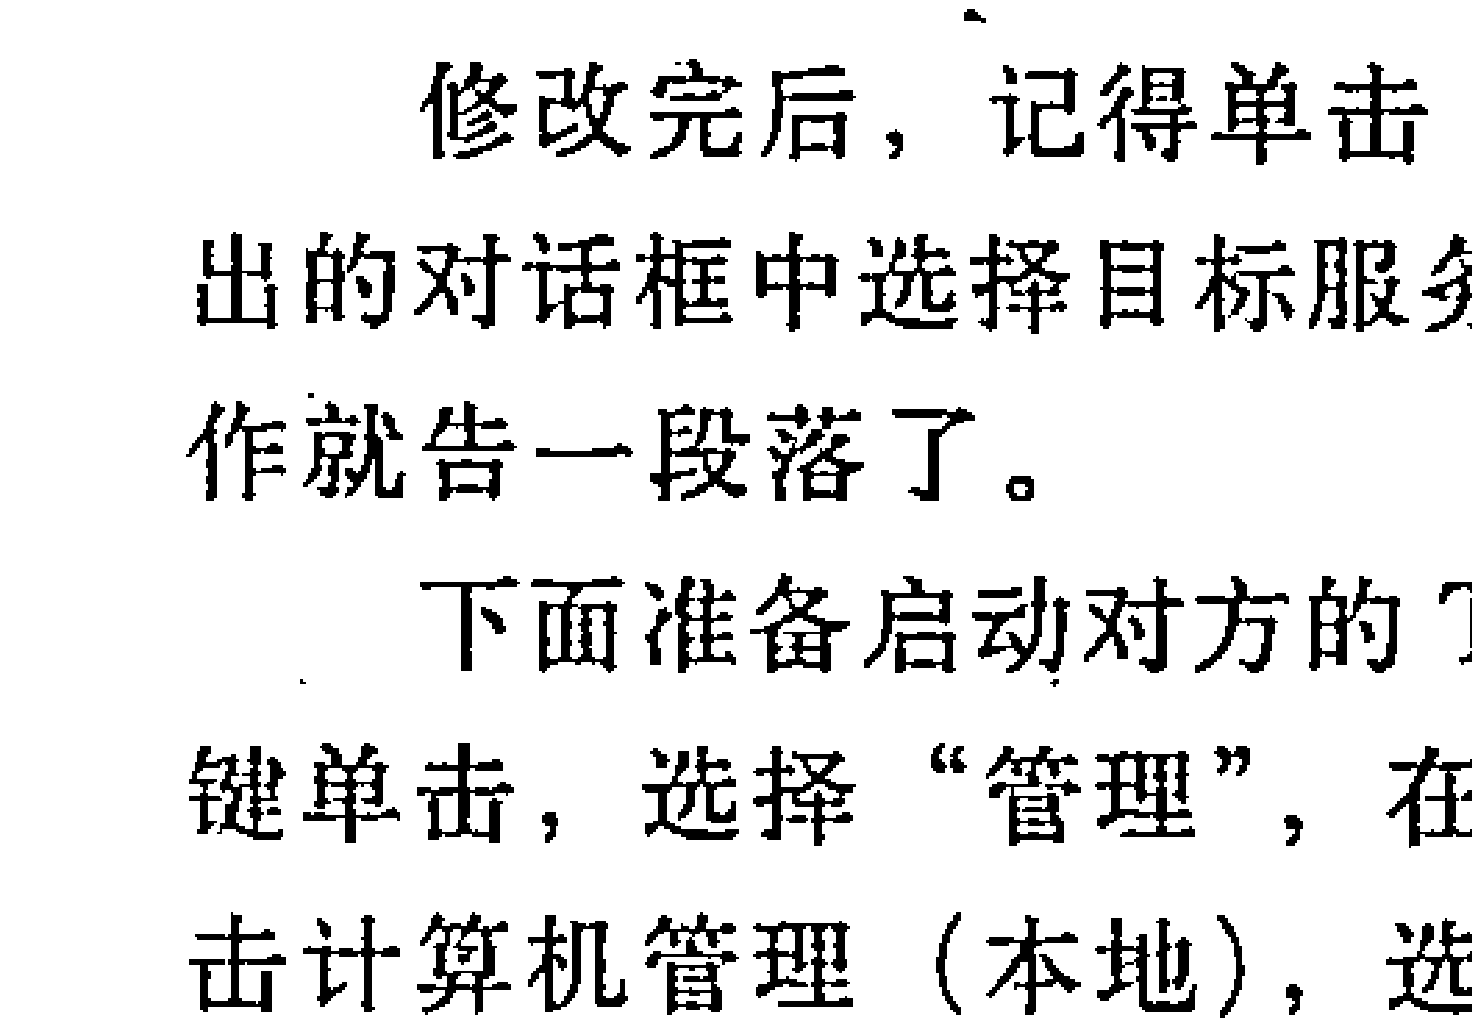 修改完后，记得单击
出的对话框中选择目标服务
作就告一段落了。
下面准备启动对方的 T
键单击，选择“管理”，在
击计算机管理（本地），选